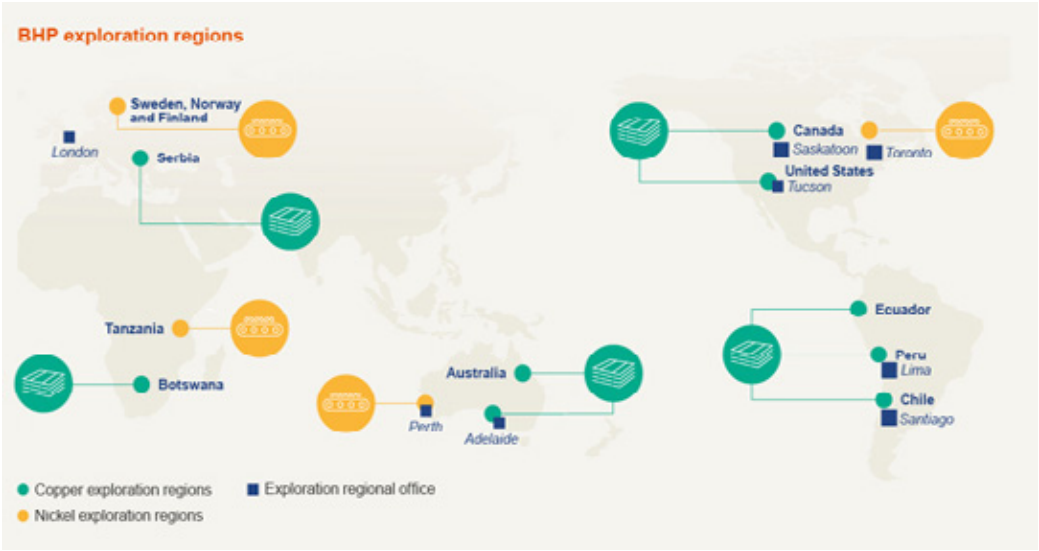 BHP exploration regions
Sweden, Norway
and Finland
London
Serbia
Canada
Saskatoon
Toronto
United States
Tucson
Tanzania
Botswana
Australia
Perth
Adelaide
Ecuador
Peru
Lima
Chile
Santiago
Copper exploration regions
Exploration regional office
Nickel exploration regions